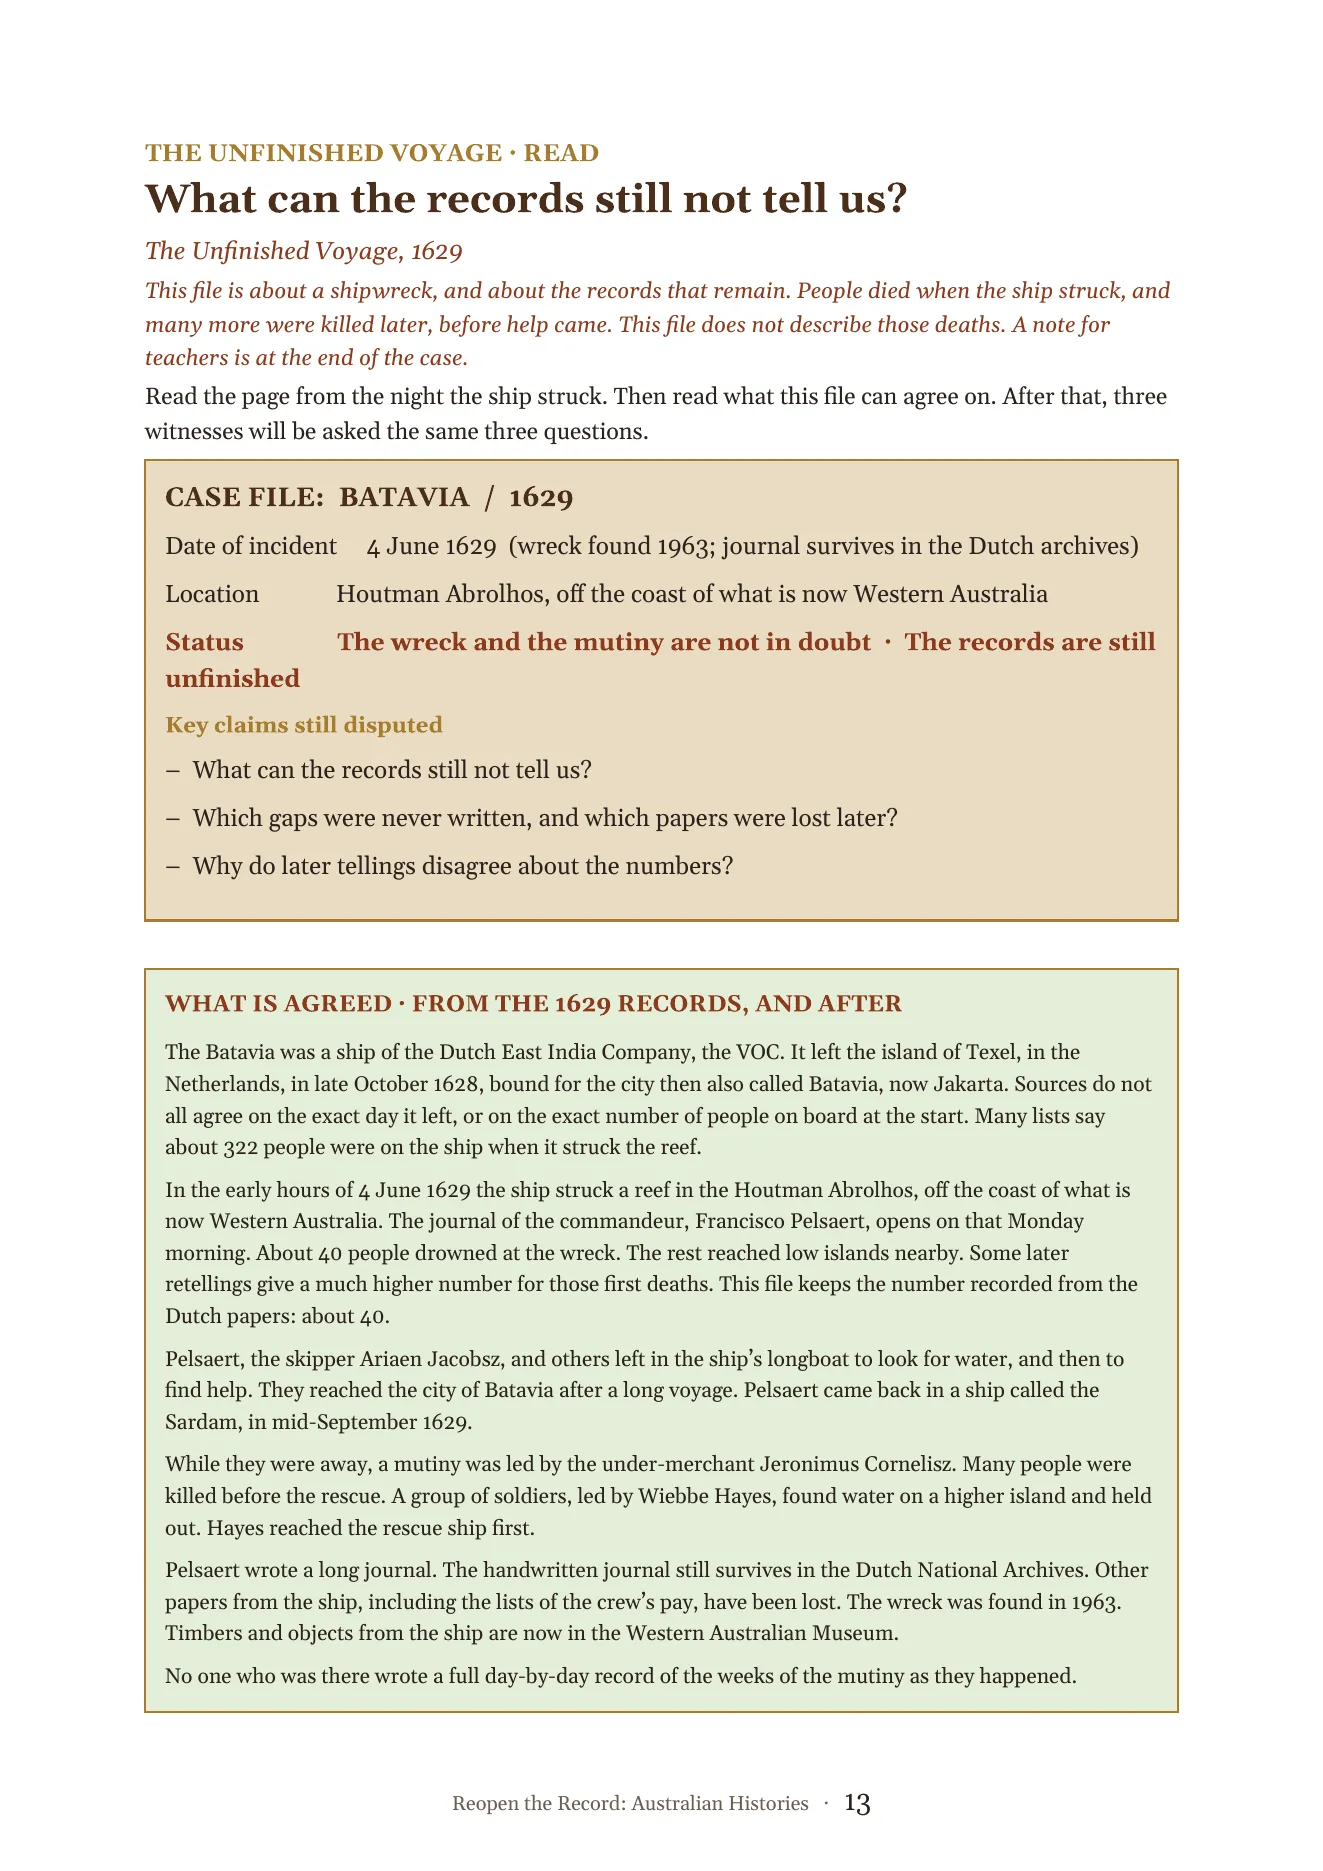 THE UNFINISHED VOYAGE · READ
What can the records still not tell us?
The Unfinished Voyage, 1629
This file is about a shipwreck, and about the records that remain. People died when the ship struck, and
many more were killed later, before help came. This file does not describe those deaths. A note for
teachers is at the end of the case.
Read the page from the night the ship struck. Then read what this file can agree on. After that, three
witnesses will be asked the same three questions.
CASE FILE: BATAVIA / 1629
Date of incident 4 June 1629 (wreck found 1963; journal survives in the Dutch archives)
Location Houtman Abrolhos, off the coast of what is now Western Australia
Status The wreck and the mutiny are not in doubt · The records are still
unfinished
Key claims still disputed
– What can the records still not tell us?
– Which gaps were never written, and which papers were lost later?
– Why do later tellings disagree about the numbers?
WHAT IS AGREED · FROM THE 1629 RECORDS, AND AFTER
The Batavia was a ship of the Dutch East India Company, the VOC. It left the island of Texel, in the
Netherlands, in late October 1628, bound for the city then also called Batavia, now Jakarta. Sources do not
all agree on the exact day it left, or on the exact number of people on board at the start. Many lists say
about 322 people were on the ship when it struck the reef.
In the early hours of 4 June 1629 the ship struck a reef in the Houtman Abrolhos, off the coast of what is
now Western Australia. The journal of the commandeur, Francisco Pelsaert, opens on that Monday
morning. About 40 people drowned at the wreck. The rest reached low islands nearby. Some later
retellings give a much higher number for those first deaths. This file keeps the number recorded from the
Dutch papers: about 40.
Pelsaert, the skipper Ariaen Jacobsz, and others left in the ship’s longboat to look for water, and then to
find help. They reached the city of Batavia after a long voyage. Pelsaert came back in a ship called the
Sardam, in mid-September 1629.
While they were away, a mutiny was led by the under-merchant Jeronimus Cornelisz. Many people were
killed before the rescue. A group of soldiers, led by Wiebbe Hayes, found water on a higher island and held
out. Hayes reached the rescue ship first.
Pelsaert wrote a long journal. The handwritten journal still survives in the Dutch National Archives. Other
papers from the ship, including the lists of the crew’s pay, have been lost. The wreck was found in 1963.
Timbers and objects from the ship are now in the Western Australian Museum.
No one who was there wrote a full day-by-day record of the weeks of the mutiny as they happened.
Reopen the Record: Australian Histories · 13